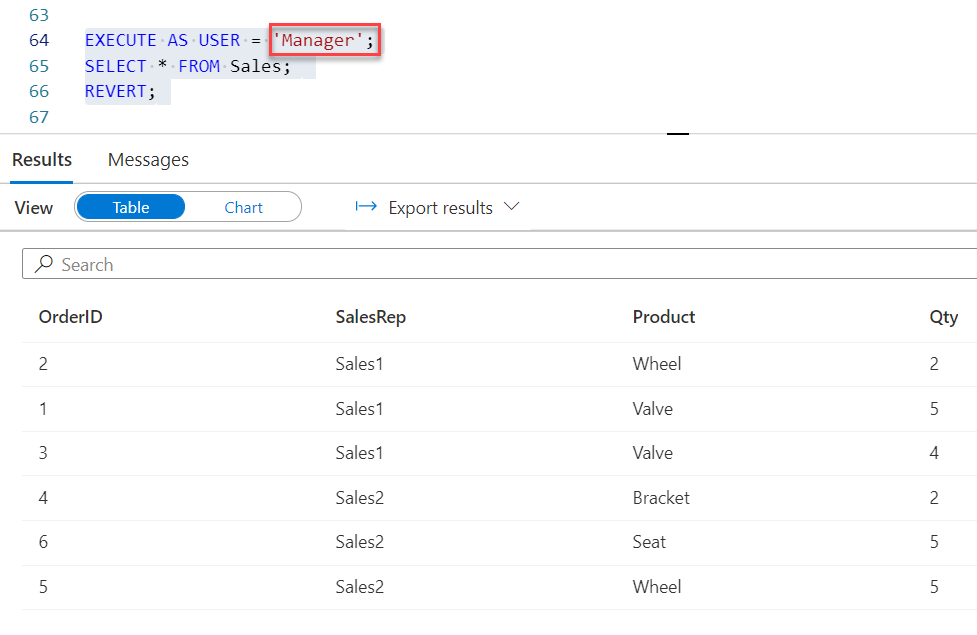 63
64 EXECUTE AS USER = 'Manager';
65 SELECT * FROM Sales;
66 REVERT;
67
Results Messages
View Table Chart Export results
Search
OrderID SalesRep Product Qty
2 Sales1 Wheel 2
1 Sales1 Valve 5
3 Sales1 Valve 4
4 Sales2 Bracket 2
6 Sales2 Seat 5
5 Sales2 Wheel 5